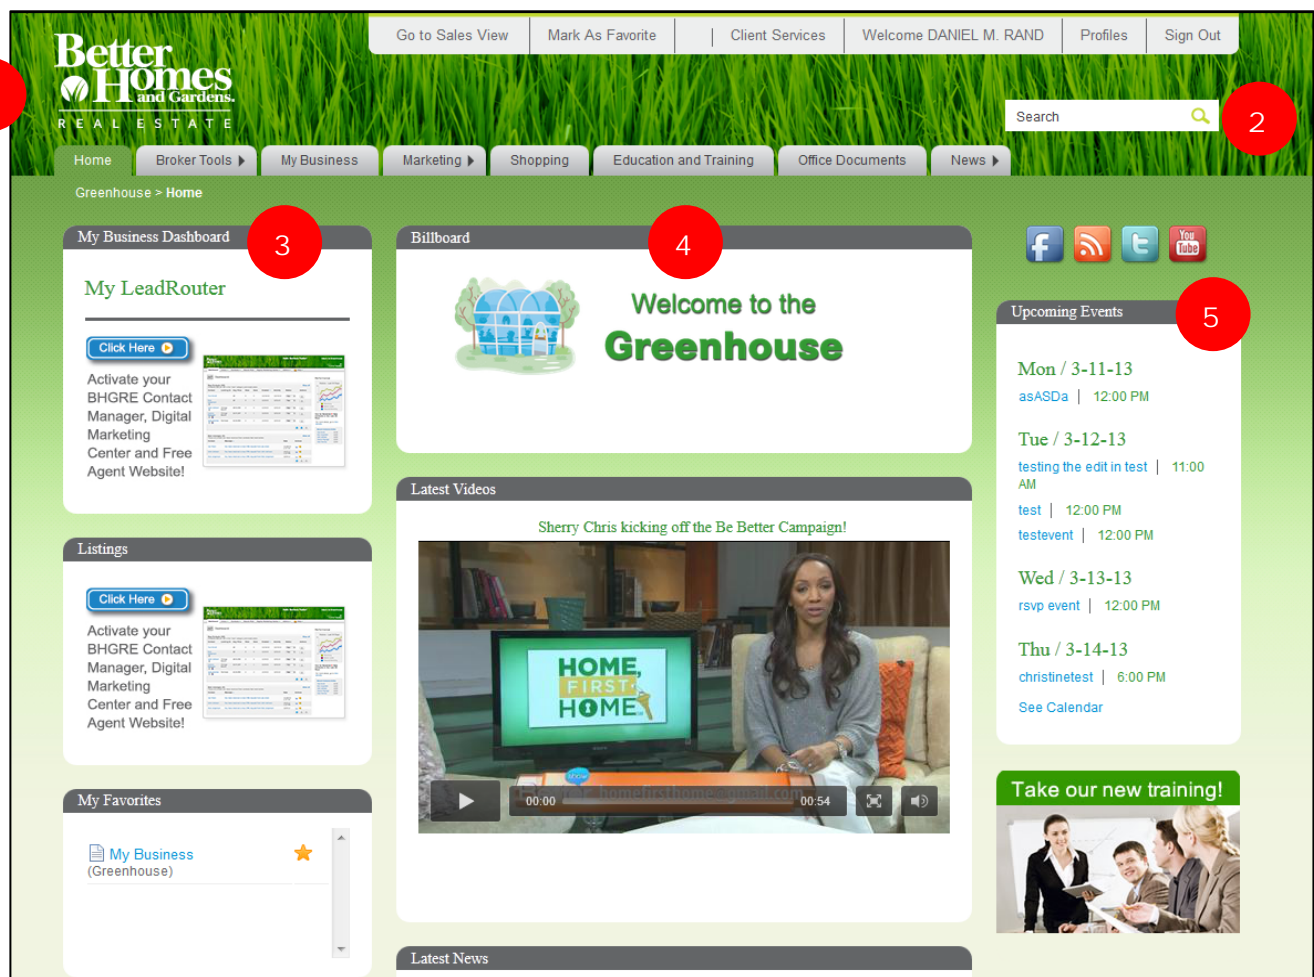 Go to Sales View Mark As Favorite | Client Services Welcome DANIEL M. RAND Profiles Sign Out
Better
Homes
and Gardens.
REAL ESTATE
Search
2
Home Broker Tools My Business Marketing Shopping Education and Training Office Documents News
Greenhouse > Home
My Business Dashboard
3
My LeadRouter
Click Here
Activate your
BHGRE Contact
Manager, Digital
Marketing
Center and Free
Agent Website!
Listings
Click Here
Activate your
BHGRE Contact
Manager, Digital
Marketing
Center and Free
Agent Website!
My Favorites
My Business
(Greenhouse)
Billboard
4
Welcome to the
Greenhouse
Latest Videos
Sherry Chris kicking off the Be Better Campaign!
HOME,
FIRST
HOME
show
homefirsthome@gmail.com
00:00 00:54
Latest News
You
Tube
Upcoming Events
5
Mon / 3-11-13
asASDa | 12:00 PM
Tue / 3-12-13
testing the edit in test | 11:00
AM
test | 12:00 PM
testevent | 12:00 PM
Wed / 3-13-13
rsvp event | 12:00 PM
Thu / 3-14-13
christinetest | 6:00 PM
See Calendar
Take our new training!